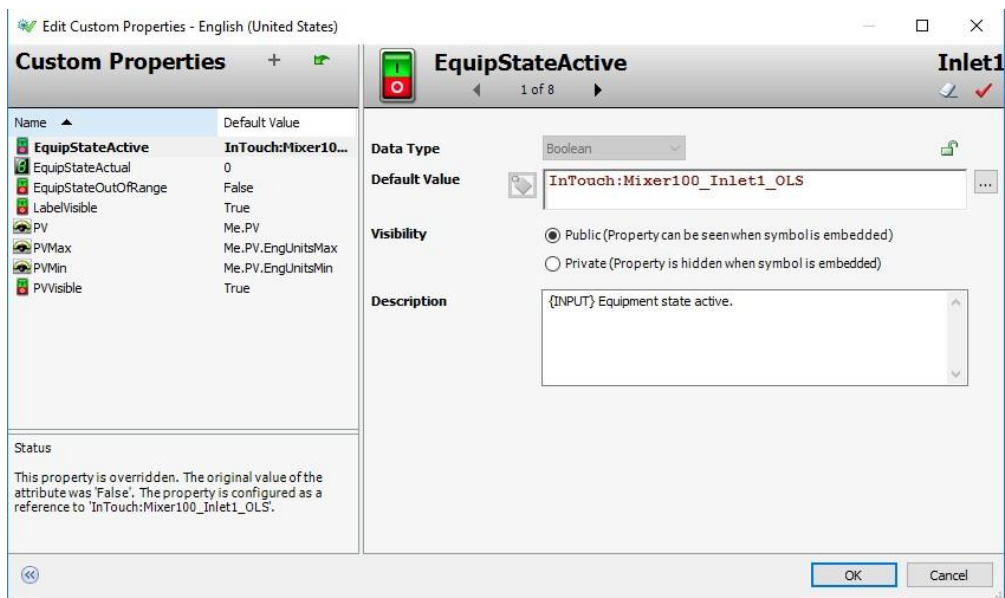 Edit Custom Properties - English (United States)
Custom Properties
EquipStateActive
Inlet1
1 of 8
Name Default Value
EquipStateActive InTouch:Mixer10...
EquipStateActual 0
EquipStateOutOfRange False
LabelVisible True
PV Me.PV
PVMax Me.PV.EngUnitsMax
PVMin Me.PV.EngUnitsMin
PVVisible True
Status
This property is overridden. The original value of the
attribute was 'False'. The property is configured as a
reference to 'InTouch:Mixer100_Inlet1_OLS'.
Data Type Boolean
Default Value InTouch:Mixer100_Inlet1_OLS ...
Visibility Public (Property can be seen when symbol is embedded)
Private (Property is hidden when symbol is embedded)
Description {INPUT} Equipment state active.
OK Cancel